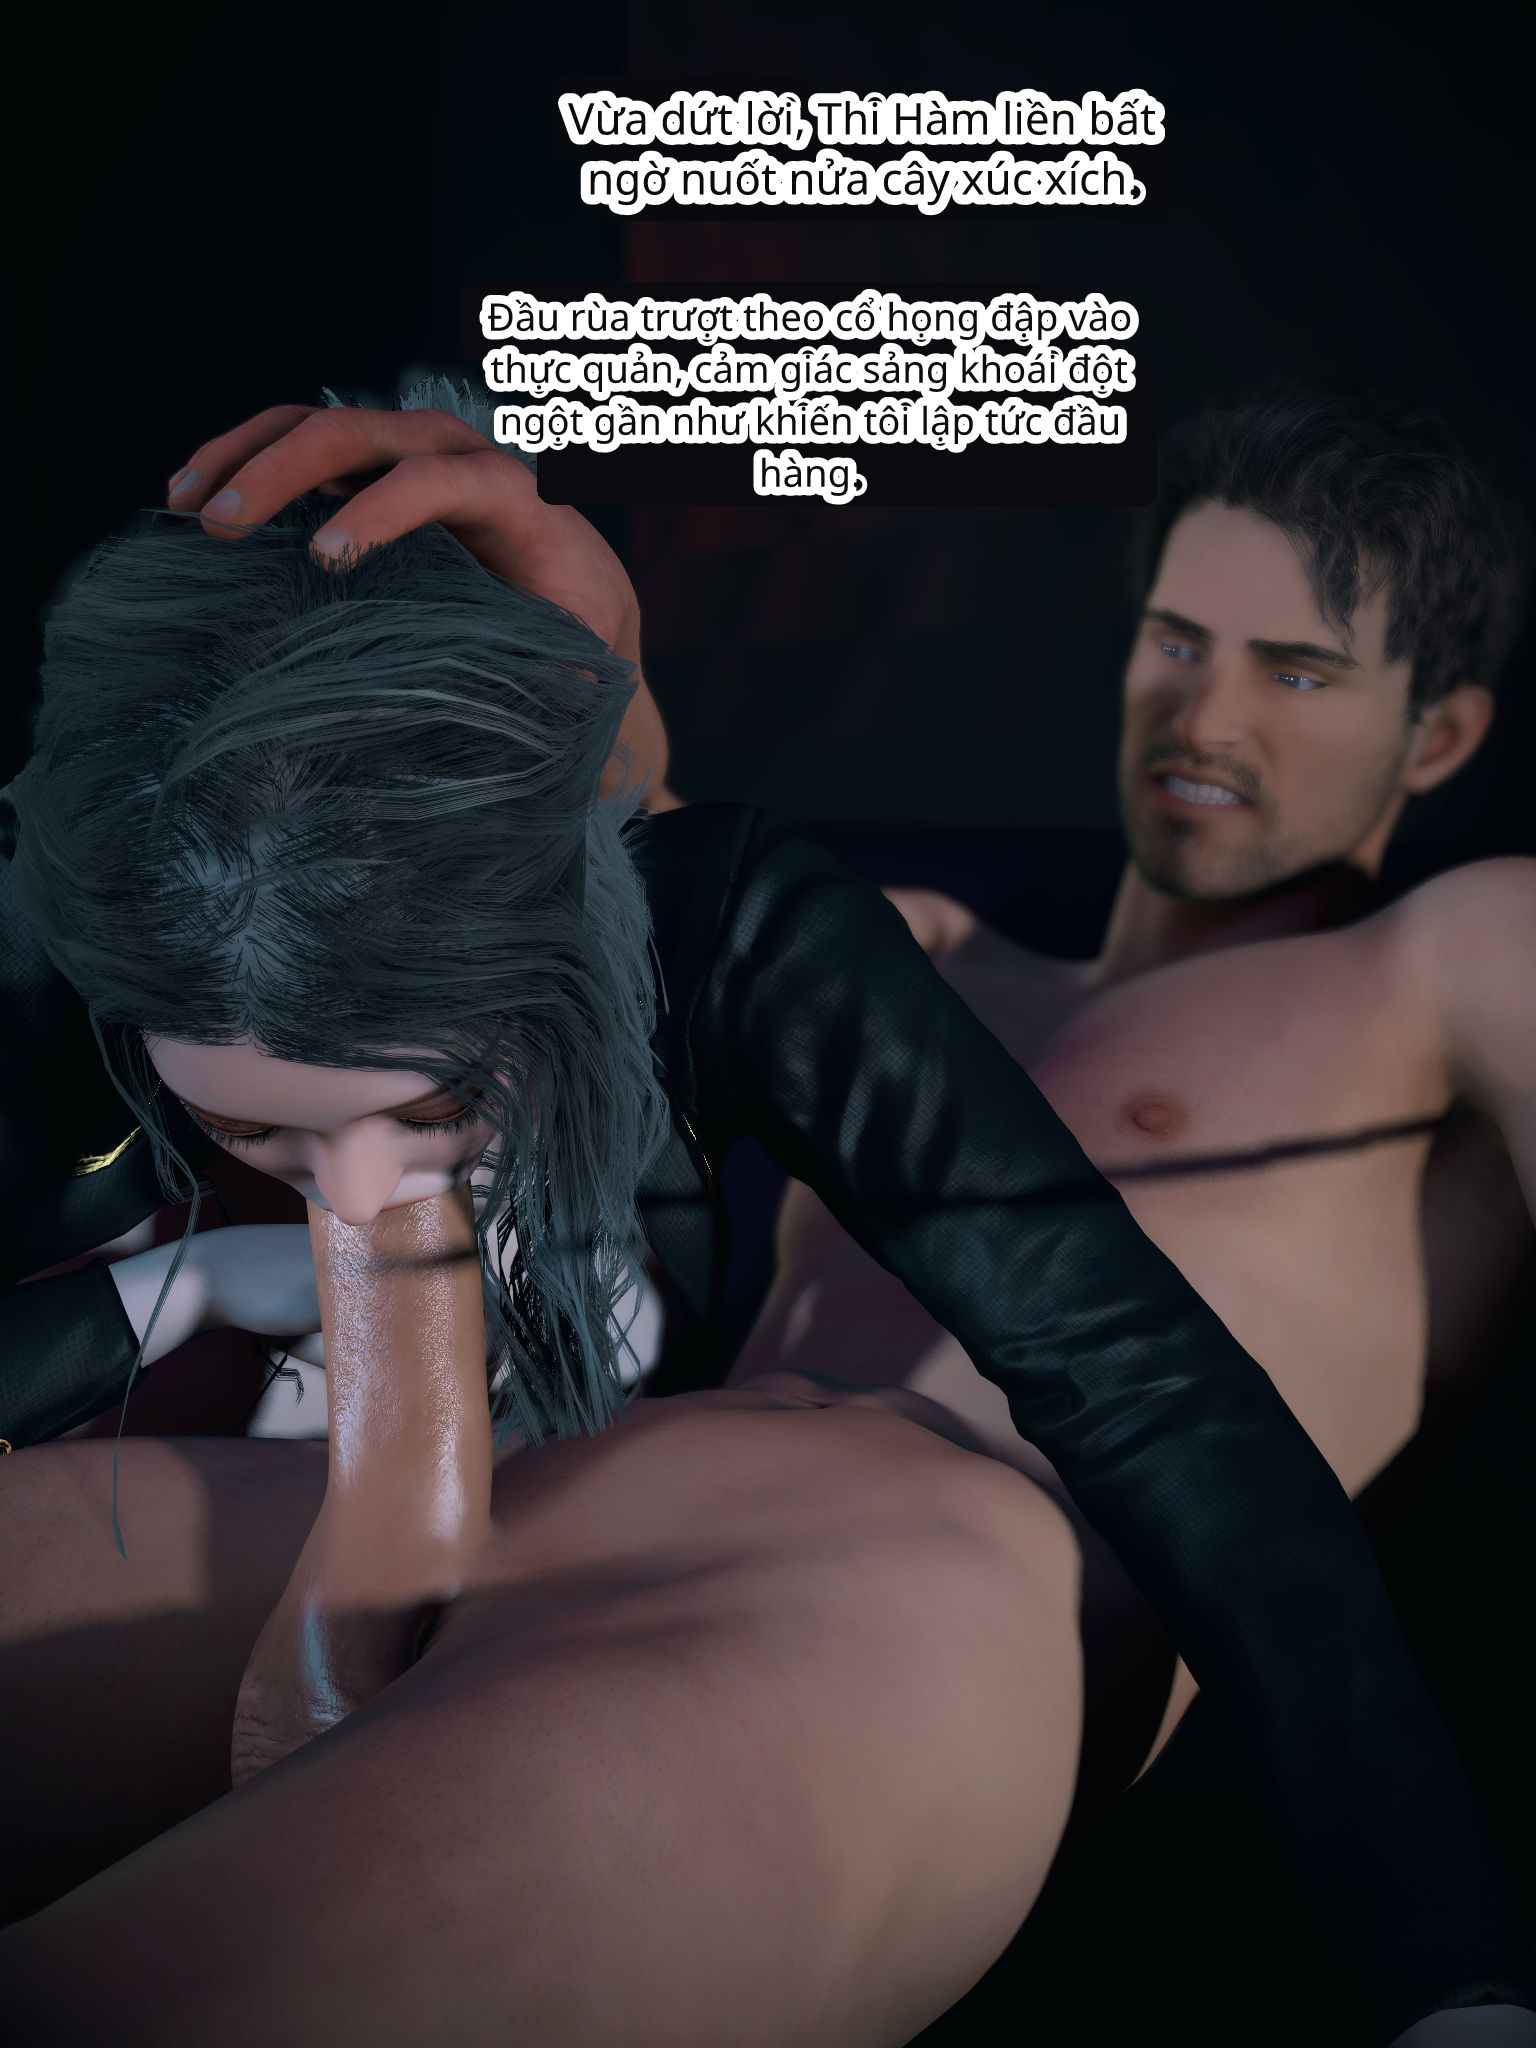 Vừa dứt lời, Thi Hàm liền bất
ngờ nuốt nửa cây xúc xích,
Đầu rùa trượt theo cổ họng đập vào
thực quản, cảm giác sảng khoái đột
ngột gần như khiến tôi lập tức đầu
hàng,